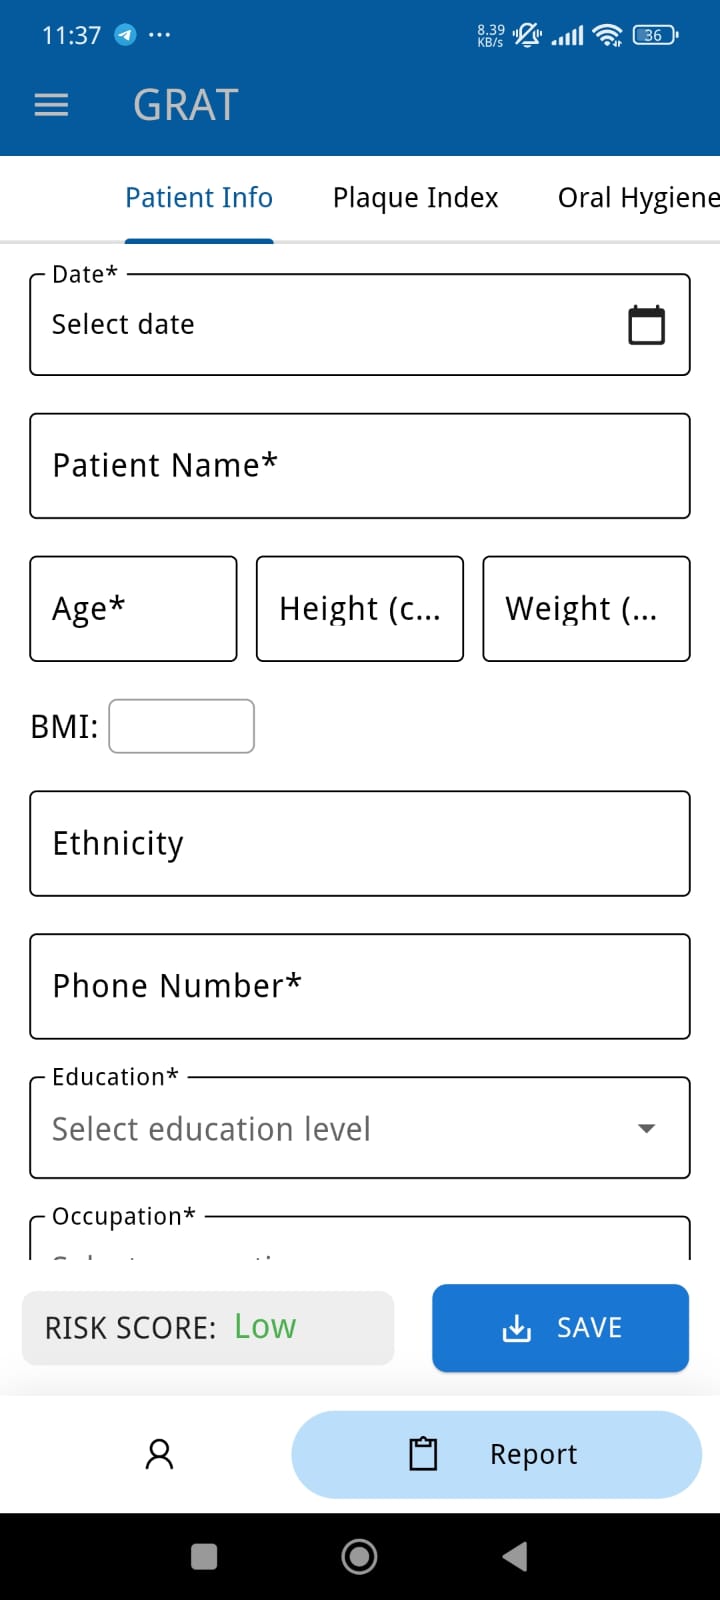 11:37 ... 8.39 KB/s 36
GRAT
Patient Info Plaque Index Oral Hygiene
Date*
Select date
Patient Name*
Age* Height (c... Weight (...
BMI:
Ethnicity
Phone Number*
Education*
Select education level
Occupation*
RISK SCORE: Low SAVE
Report